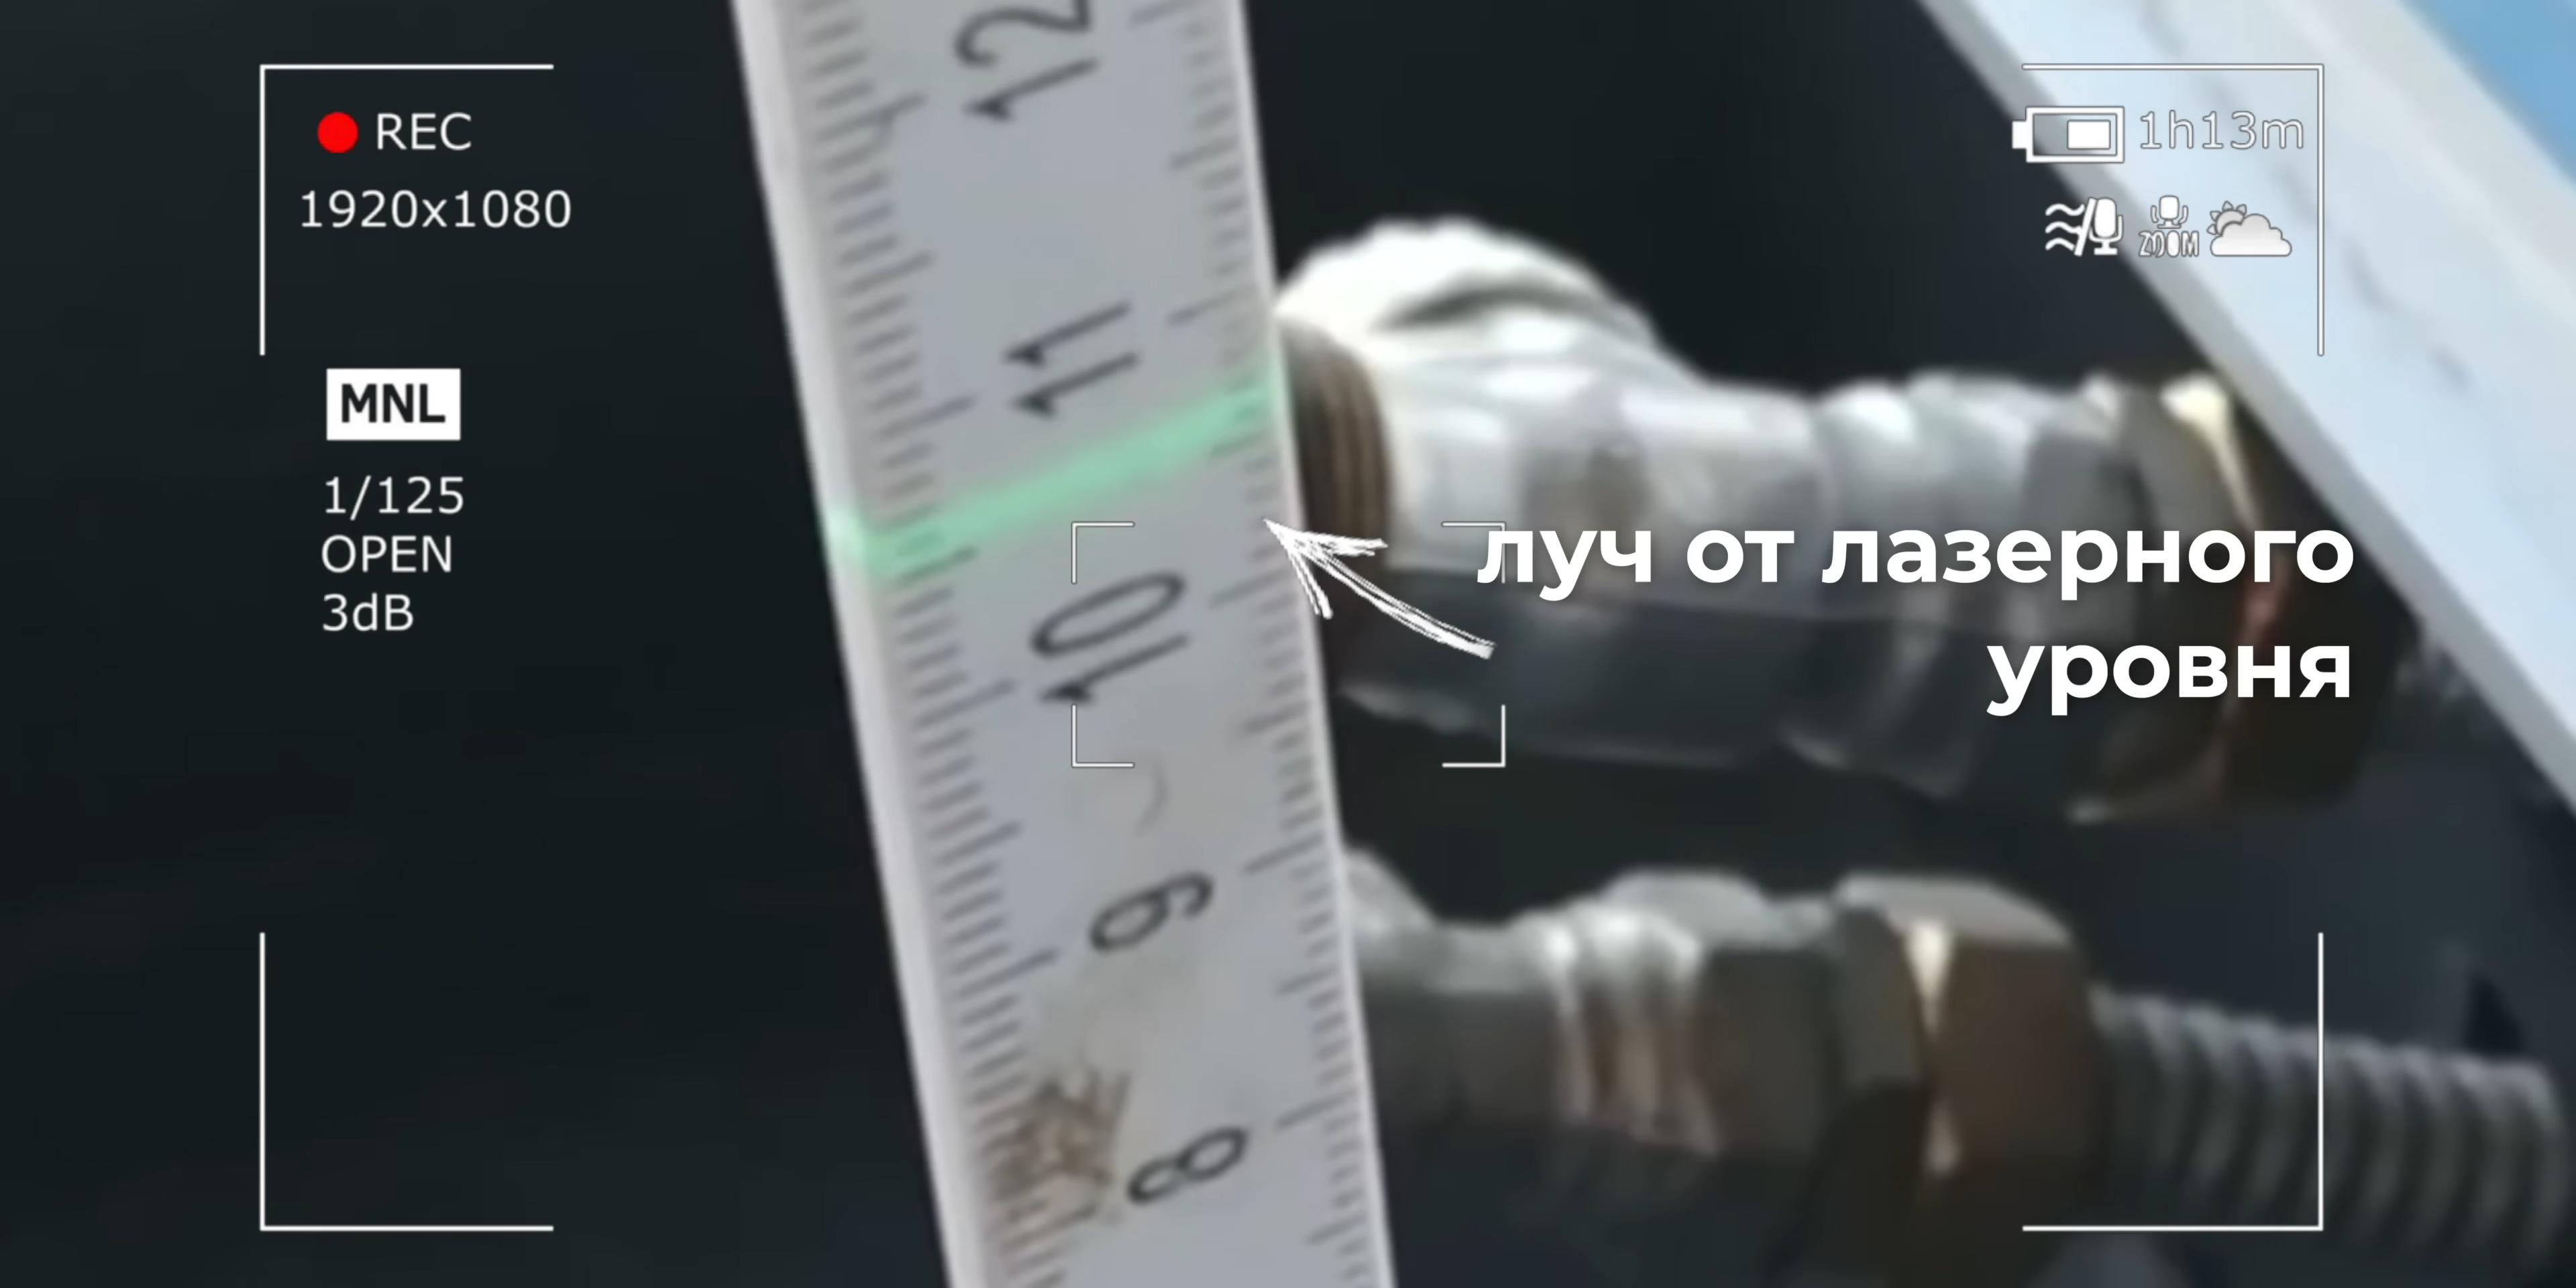 REC
1920x1080
MNL
1/125
OPEN
3dB
1h13m
ZOOM
12
11
10
9
8
луч от лазерного
уровня